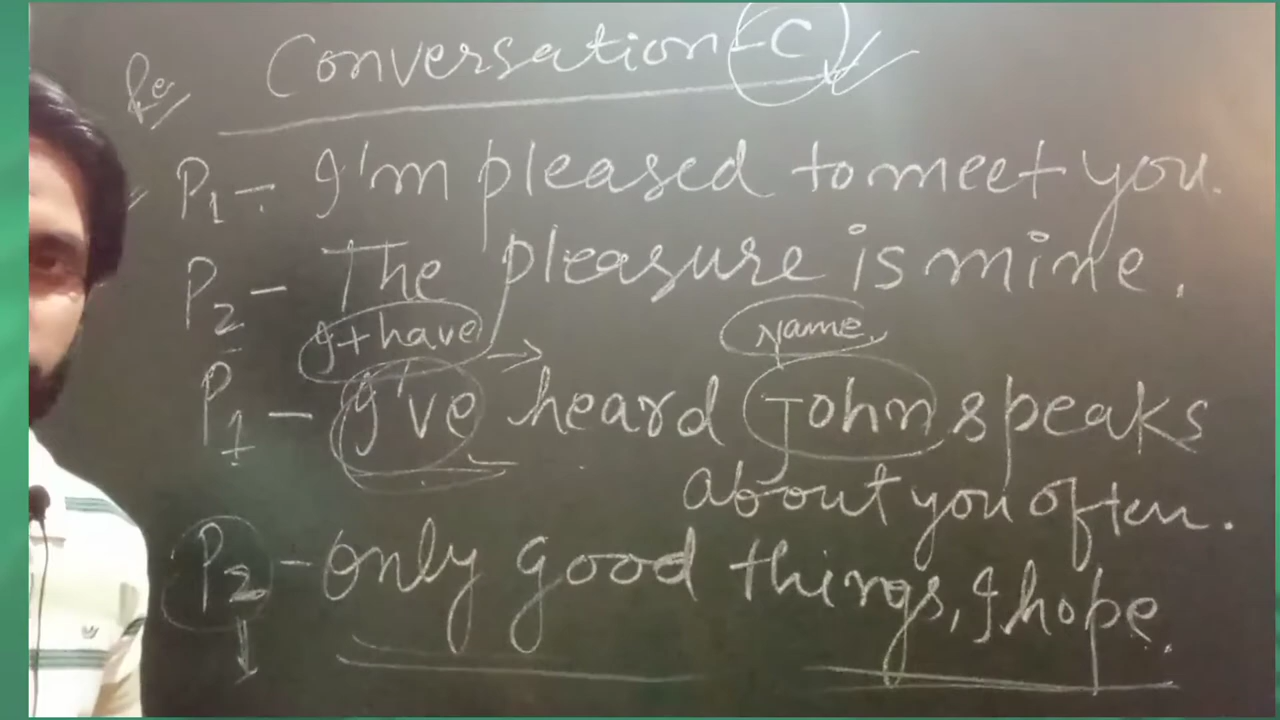 Conversation - C
P1 - I'm pleased to meet you.
P2 - The pleasure is mine.
I + have
Name
P1 - I've heard John speaks
about you often.
P2 - only good things, I hope.